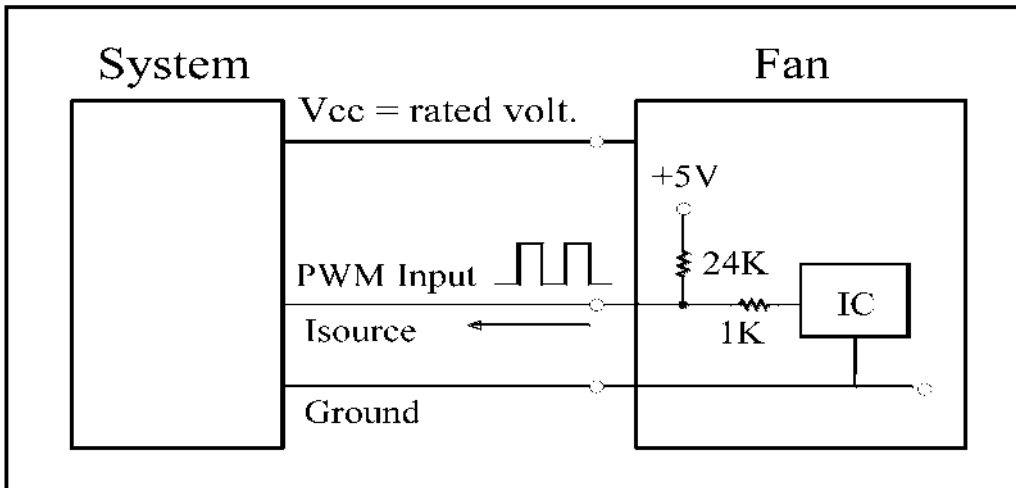 System
Fan
Vcc = rated volt.
+5V
24K
PWM Input
IC
1K
Isource
Ground